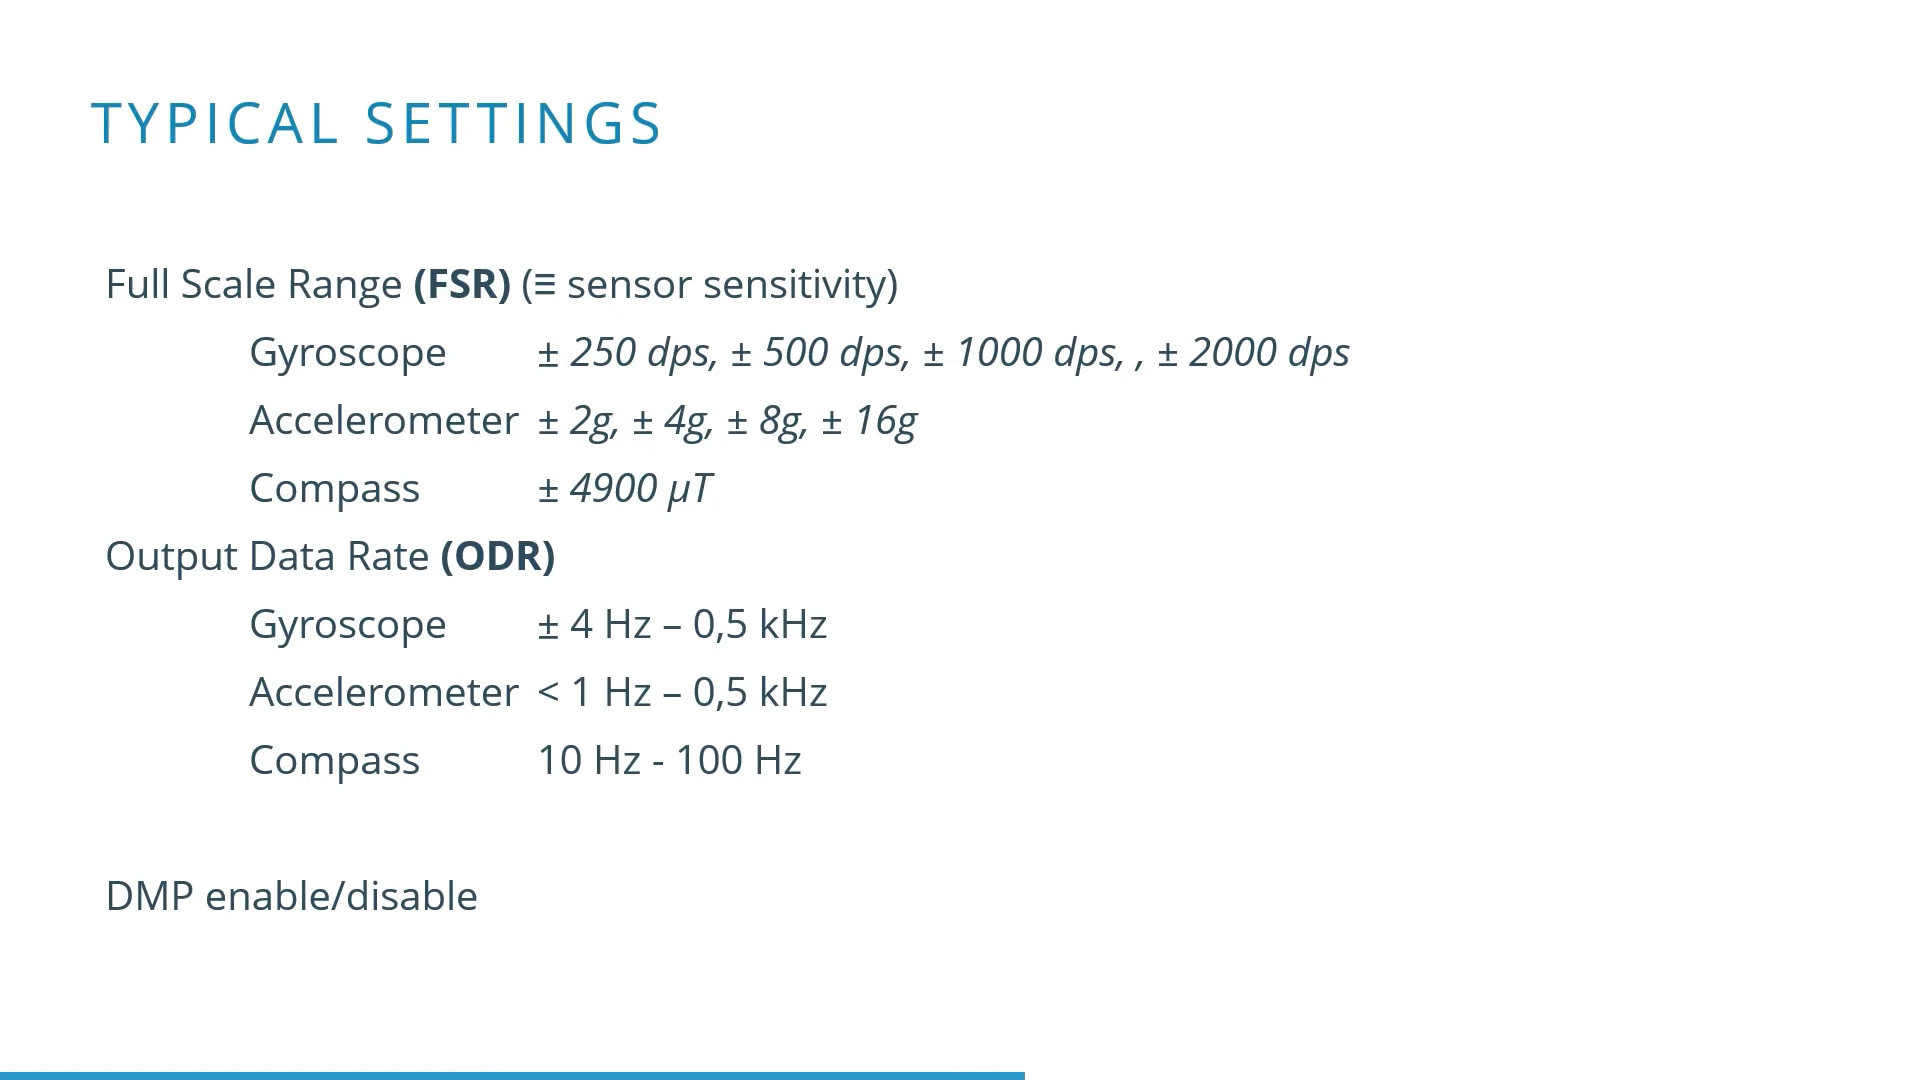 TYPICAL SETTINGS
Full Scale Range (FSR) (≡ sensor sensitivity)
Gyroscope ± 250 dps, ± 500 dps, ± 1000 dps, , ± 2000 dps
Accelerometer ± 2g, ± 4g, ± 8g, ± 16g
Compass ± 4900 µT
Output Data Rate (ODR)
Gyroscope ± 4 Hz – 0,5 kHz
Accelerometer < 1 Hz – 0,5 kHz
Compass 10 Hz - 100 Hz
DMP enable/disable